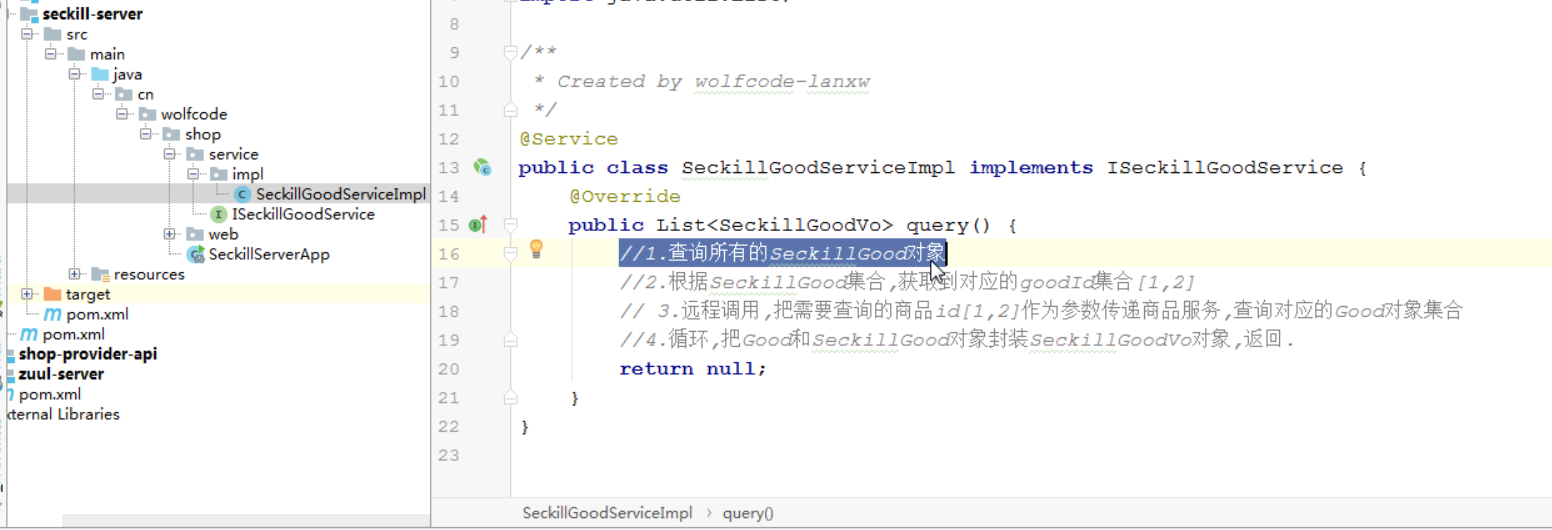 seckill-server
src
main
java
cn
wolfcode
shop
service
impl
SeckillGoodServiceImpl
ISeckillGoodService
web
SeckillServerApp
resources
target
pom.xml
pom.xml
shop-provider-api
zuul-server
pom.xml
xternal Libraries
8
9 /**
10 * Created by wolfcode-lanxw
11 */
12 @Service
13 public class SeckillGoodServiceImpl implements ISeckillGoodService {
14 @Override
15 public List<SeckillGoodVo> query() {
16 //1.查询所有的SeckillGood对象
17 //2.根据SeckillGood集合,获取到对应的goodId集合[1,2]
18 // 3.远程调用,把需要查询的商品id[1,2]作为参数传递商品服务,查询对应的Good对象集合
19 //4.循环,把Good和SeckillGood对象封装SeckillGoodVo对象,返回.
20 return null;
21 }
22 }
23
SeckillGoodServiceImpl › query()